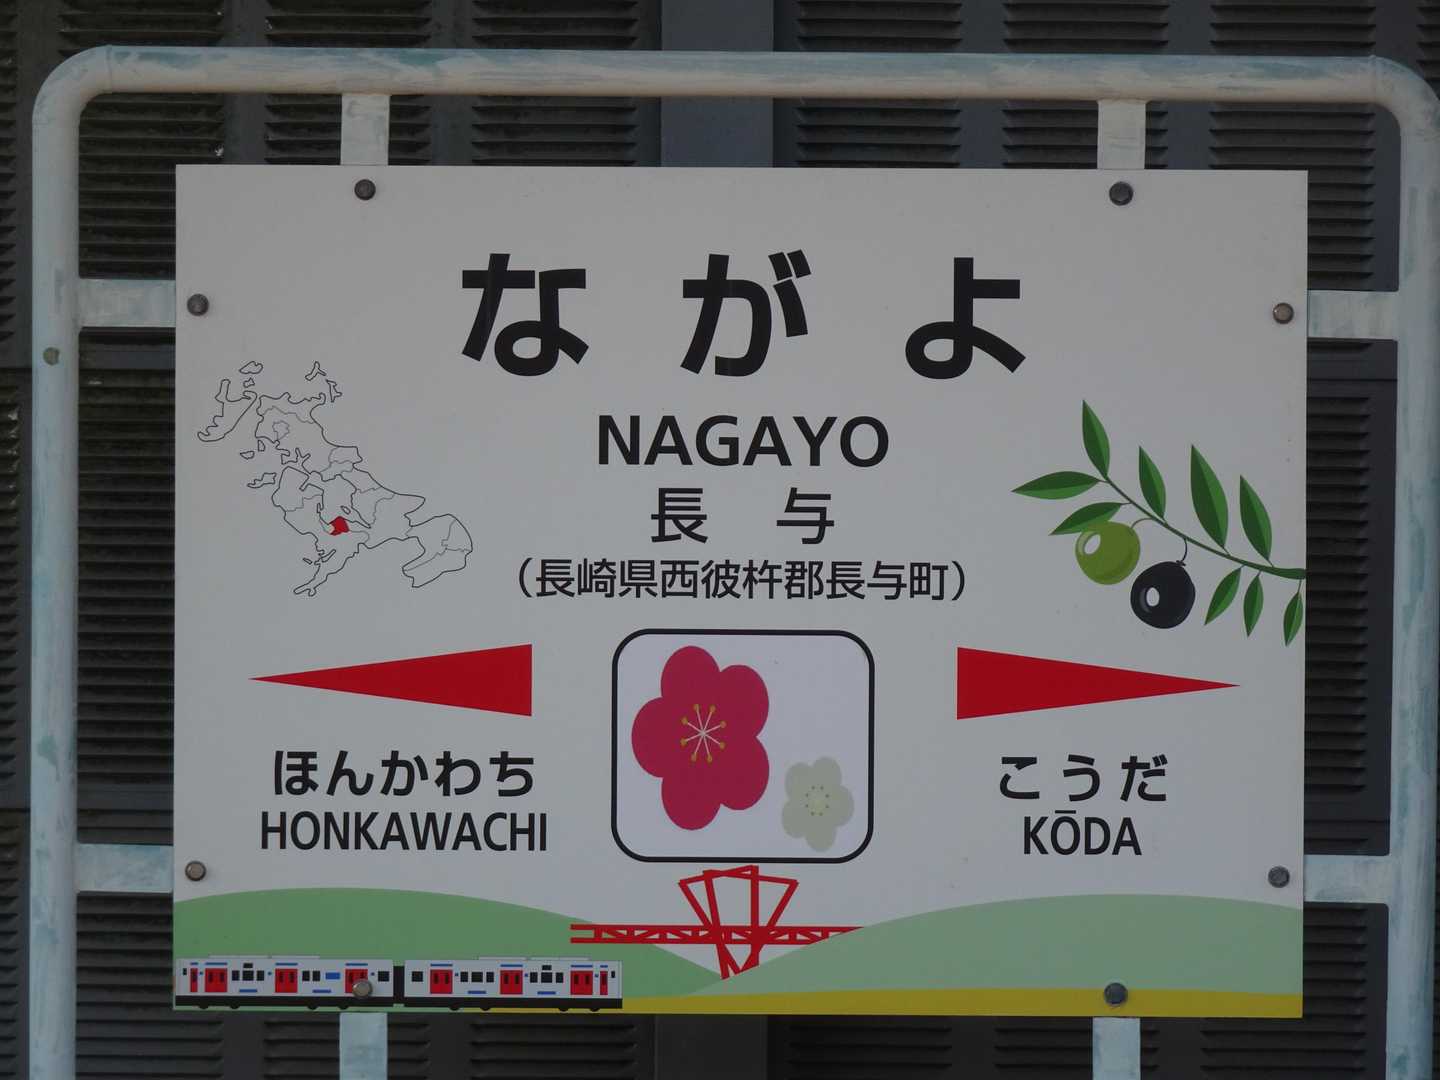 ながよ
NAGAYO
長 与
（長崎県西彼杵郡長与町）
ほんかわち
HONKAWACHI
こうだ
KŌDA